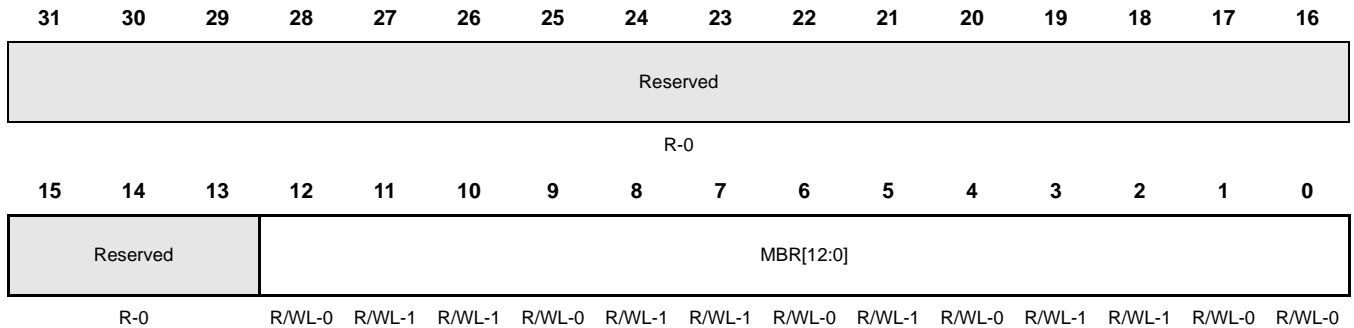 31 30 29 28 27 26 25 24 23 22 21 20 19 18 17 16
Reserved
R-0
15 14 13 12 11 10 9 8 7 6 5 4 3 2 1 0
Reserved MBR[12:0]
R-0 R/WL-0 R/WL-1 R/WL-1 R/WL-0 R/WL-1 R/WL-1 R/WL-0 R/WL-1 R/WL-0 R/WL-1 R/WL-1 R/WL-0 R/WL-0